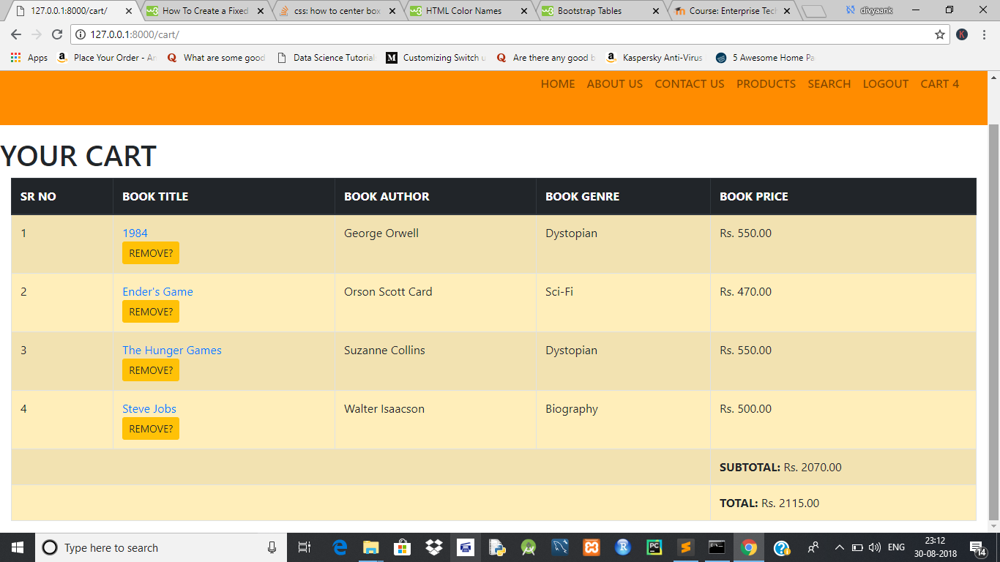 127.0.0.1:8000/cart/
How To Create a Fixed
css: how to center box
HTML Color Names
Bootstrap Tables
Course: Enterprise Tech
divyaank
127.0.0.1:8000/cart/
K
Apps
Place Your Order - An
What are some good
Data Science Tutorial
Customizing Switch u
Are there any good b
Kaspersky Anti-Virus
5 Awesome Home Pa
HOME ABOUT US CONTACT US PRODUCTS SEARCH LOGOUT CART 4
YOUR CART
SR NO BOOK TITLE BOOK AUTHOR BOOK GENRE BOOK PRICE
1 1984 George Orwell Dystopian Rs. 550.00
REMOVE?
2 Ender's Game Orson Scott Card Sci-Fi Rs. 470.00
REMOVE?
3 The Hunger Games Suzanne Collins Dystopian Rs. 550.00
REMOVE?
4 Steve Jobs Walter Isaacson Biography Rs. 500.00
REMOVE?
SUBTOTAL: Rs. 2070.00
TOTAL: Rs. 2115.00
Type here to search
ENG
23:12
30-08-2018
14